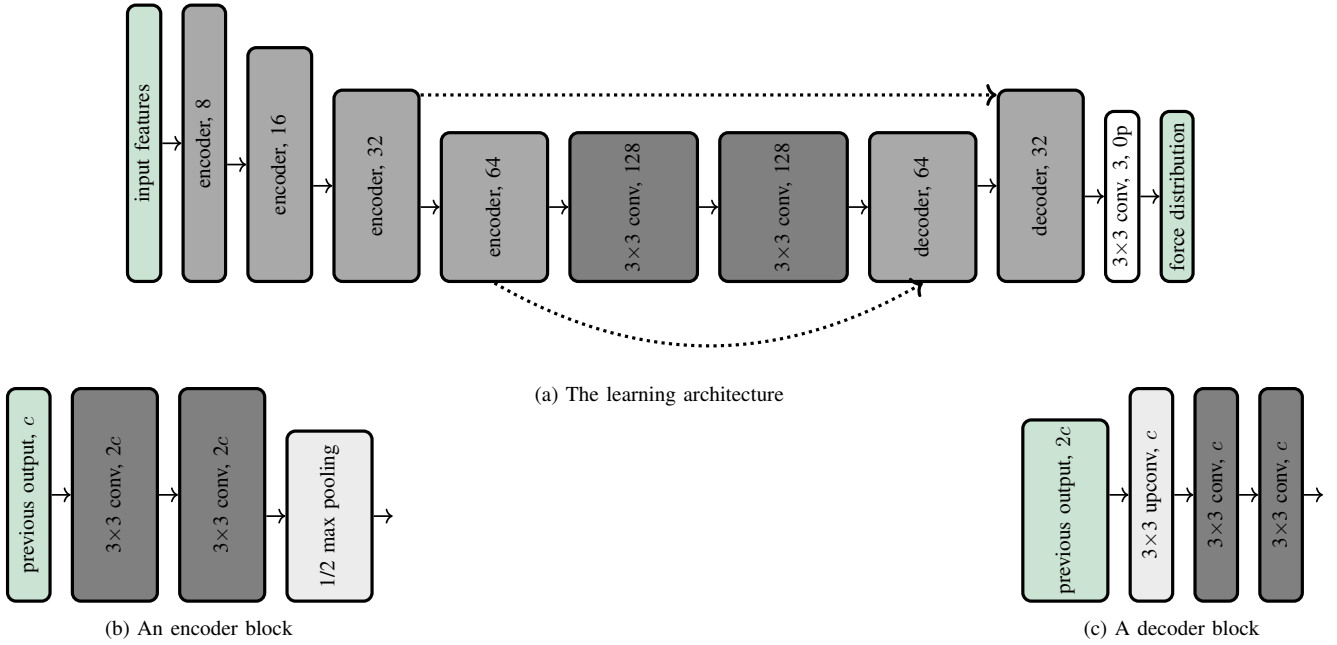 input features
encoder, 8
encoder, 16
encoder, 32
encoder, 64
3×3 conv, 128
3×3 conv, 128
decoder, 64
decoder, 32
3×3 conv, 3, 0p
force distribution
(a) The learning architecture
previous output, c
3×3 conv, 2c
3×3 conv, 2c
1/2 max pooling
(b) An encoder block
previous output, 2c
3×3 upconv, c
3×3 conv, c
3×3 conv, c
(c) A decoder block